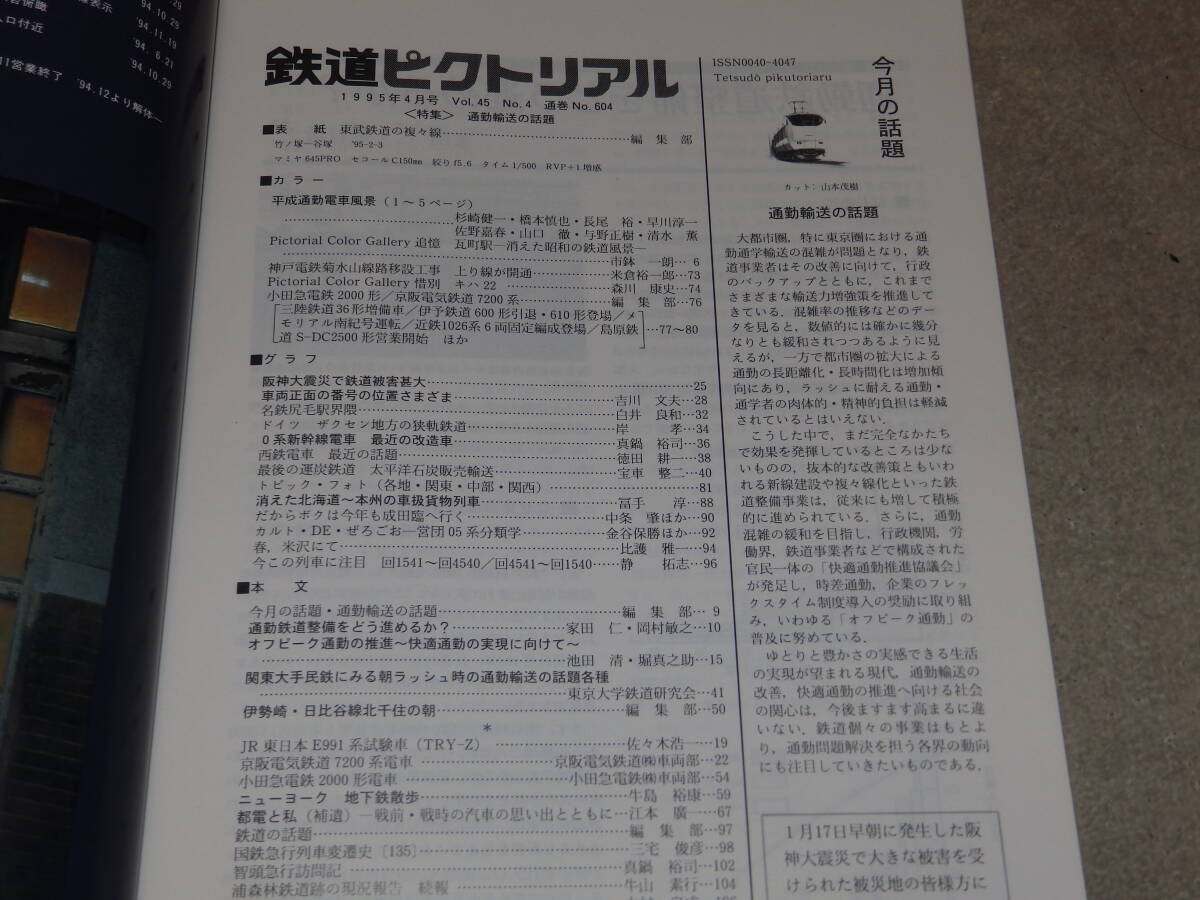 '94.10.29
'94.11.19
'94. 6.21
'94.10.29
11営業終了 '94.12より解体—
鉄道ピクトリアル
1995年4月号 Vol.45 No.4 通巻No.604
＜特集＞ 通勤輸送の話題
■表 紙 東武鉄道の複々線……編 集 部
竹ノ塚—谷塚 '95-2-3
マミヤ645PRO セコールC150mm 絞りf5.6 タイム1/500 RVP+1増感
■カラー
平成通勤電車風景（1～5ページ）
……杉崎健一・橋本慎也・長尾 裕・早川淳一
佐野嘉春・山口 徹・与野正樹・清水 薫
Pictorial Color Gallery 追憶 瓦町駅—消えた昭和の鉄道風景—
……市鉢 一朗… 6
神戸電鉄菊水山線路移設工事 上り線が開通……米倉裕一郎…73
Pictorial Color Gallery 惜別 キハ22……森川 康史…74
小田急電鉄2000形／京阪電気鉄道7200系……編 集 部…76
三陸鉄道36形増備車／伊予鉄道600形引退・610形登場／メ
モリアル南紀号運転／近鉄1026系6両固定編成登場／島原鉄
道S-DC2500形営業開始 ほか …77～80
■グラフ
阪神大震災で鉄道被害甚大……25
車両正面の番号の位置さまざま……吉川 文夫…28
名鉄尻毛駅界隈……白井 良和…32
ドイツ ザクセン地方の狭軌鉄道……岸 孝…34
0系新幹線電車 最近の改造車……真鍋 裕司…36
西鉄電車 最近の話題……徳田 耕一…38
最後の運炭鉄道 太平洋石炭販売輸送……宝車 整二…40
トピック・フォト（各地・関東・中部・関西）……81
消えた北海道～本州の車扱貨物列車……冨手 淳…88
だからボクは今年も成田臨へ行く……中条 肇ほか…90
カルト・DE・ぜろごお—営団05系分類学……金谷保勝ほか…92
春，米沢にて……比護 雅一…94
今この列車に注目 回1541～回4540／回4541～回1540……静 拓志…96
■本 文
今月の話題・通勤輸送の話題……編 集 部… 9
通勤鉄道整備をどう進めるか？……家田 仁・岡村敏之…10
オフピーク通勤の推進～快適通勤の実現に向けて～
……池田 清・堀真之助…15
関東大手民鉄にみる朝ラッシュ時の通勤輸送の話題各種
……東京大学鉄道研究会…41
伊勢崎・日比谷線北千住の朝……編 集 部…50
＊
JR東日本E991系試験車（TRY-Z）……佐々木浩一…19
京阪電気鉄道7200系電車……京阪電気鉄道㈱車両部…22
小田急電鉄2000形電車……小田急電鉄㈱車両部…54
ニューヨーク 地下鉄散歩……牛島 裕康…59
都電と私（補遺）—戦前・戦時の汽車の思い出とともに…江本 廣一…67
鉄道の話題……編 集 部…97
国鉄急行列車変遷史〔135〕……三宅 俊彦…98
智頭急行訪問記……真鍋 裕司…102
浦森林鉄道跡の現況報告 続報……牛山 素行…104
ISSN0040-4047
Tetsudō pikutoriaru
今月の話題
カット：山本茂樹
通勤輸送の話題
大都市圏，特に東京圏における通
勤通学輸送の混雑が問題となり，鉄
道事業者はその改善に向けて，行政
のバックアップとともに，これまで
さまざまな輸送力増強策を推進して
きている．混雑率の推移などのデー
タを見ると，数値的には確かに幾分
なりとも緩和されつつあるように見
えるが，一方で都市圏の拡大による
通勤の長距離化・長時間化は増加傾
向にあり，ラッシュに耐える通勤・
通学者の肉体的・精神的負担は軽減
されているとはいえない．
こうした中で，まだ完全なかたち
で効果を発揮しているところは少な
いものの，抜本的な改善策ともいわ
れる新線建設や複々線化といった鉄
道整備事業は，従来にも増して積極
的に進められている．さらに，通勤
混雑の緩和を目指し，行政機関，労
働界，鉄道事業者などで構成された
官民一体の「快適通勤推進協議会」
が発足し，時差通勤，企業のフレッ
クスタイム制度導入の奨励に取り組
み，いわゆる「オフピーク通勤」の
普及に努めている．
ゆとりと豊かさの実感できる生活
の実現が望まれる現代，通勤輸送の
改善，快適通勤の推進へ向ける社会
の関心は，今後ますます高まるに違
いない．鉄道個々の事業はもとよ
り，通勤問題解決を担う各界の動向
にも注目していきたいものである．
1月17日早朝に発生した阪
神大震災で大きな被害を受
けられた被災地の皆様方に